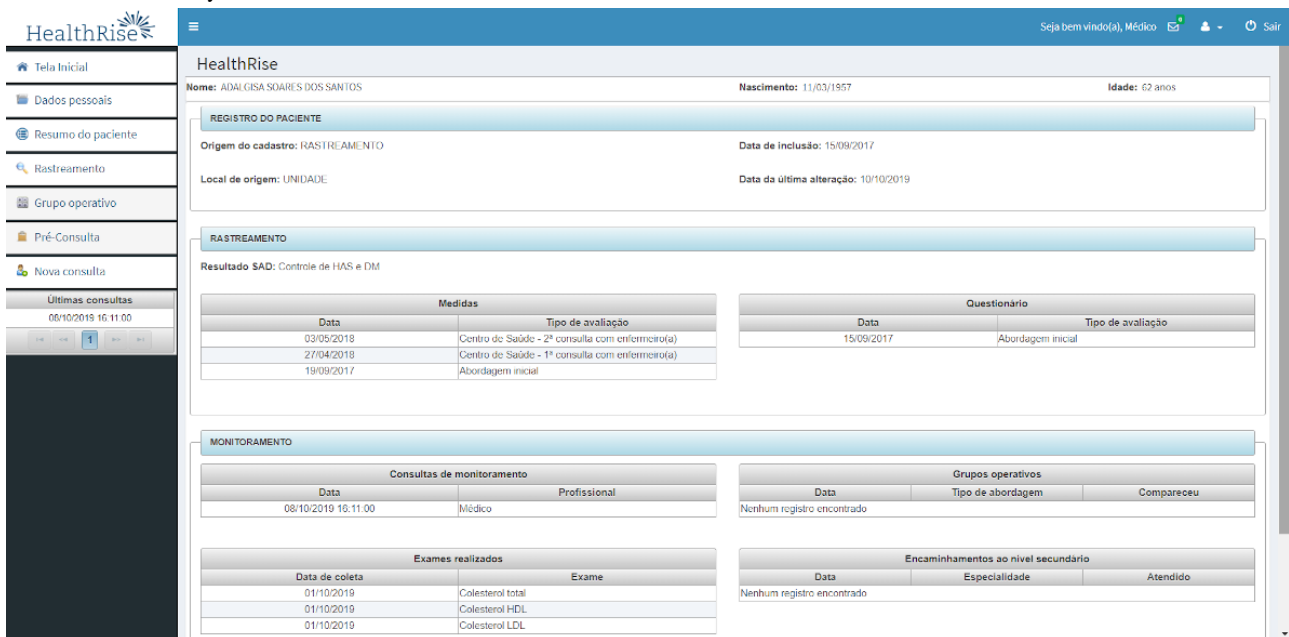 HealthRise
Seja bem vindo(a), Médico 6 Sair
Tela Inicial
Dados pessoais
Resumo do paciente
Rastreamento
Grupo operativo
Pré-Consulta
Nova consulta
Últimas consultas
08/10/2019 16:11:00
1
HealthRise
Nome: ADALGISA SOARES DOS SANTOS Nascimento: 11/03/1957 Idade: 62 anos
REGISTRO DO PACIENTE
Origem do cadastro: RASTREAMENTO Data de inclusão: 15/09/2017
Local de origem: UNIDADE Data da última alteração: 10/10/2019
RASTREAMENTO
Resultado SAD: Controle de HAS e DM
Medidas
Data Tipo de avaliação
03/05/2018 Centro de Saúde - 2ª consulta com enfermeiro(a)
27/04/2018 Centro de Saúde - 1ª consulta com enfermeiro(a)
19/09/2017 Abordagem inicial
Questionário
Data Tipo de avaliação
15/09/2017 Abordagem inicial
MONITORAMENTO
Consultas de monitoramento
Data Profissional
08/10/2019 16:11:00 Médico
Grupos operativos
Data Tipo de abordagem Compareceu
Nenhum registro encontrado
Exames realizados
Data de coleta Exame
01/10/2019 Colesterol total
01/10/2019 Colesterol HDL
01/10/2019 Colesterol LDL
Encaminhamentos ao nível secundário
Data Especialidade Atendido
Nenhum registro encontrado